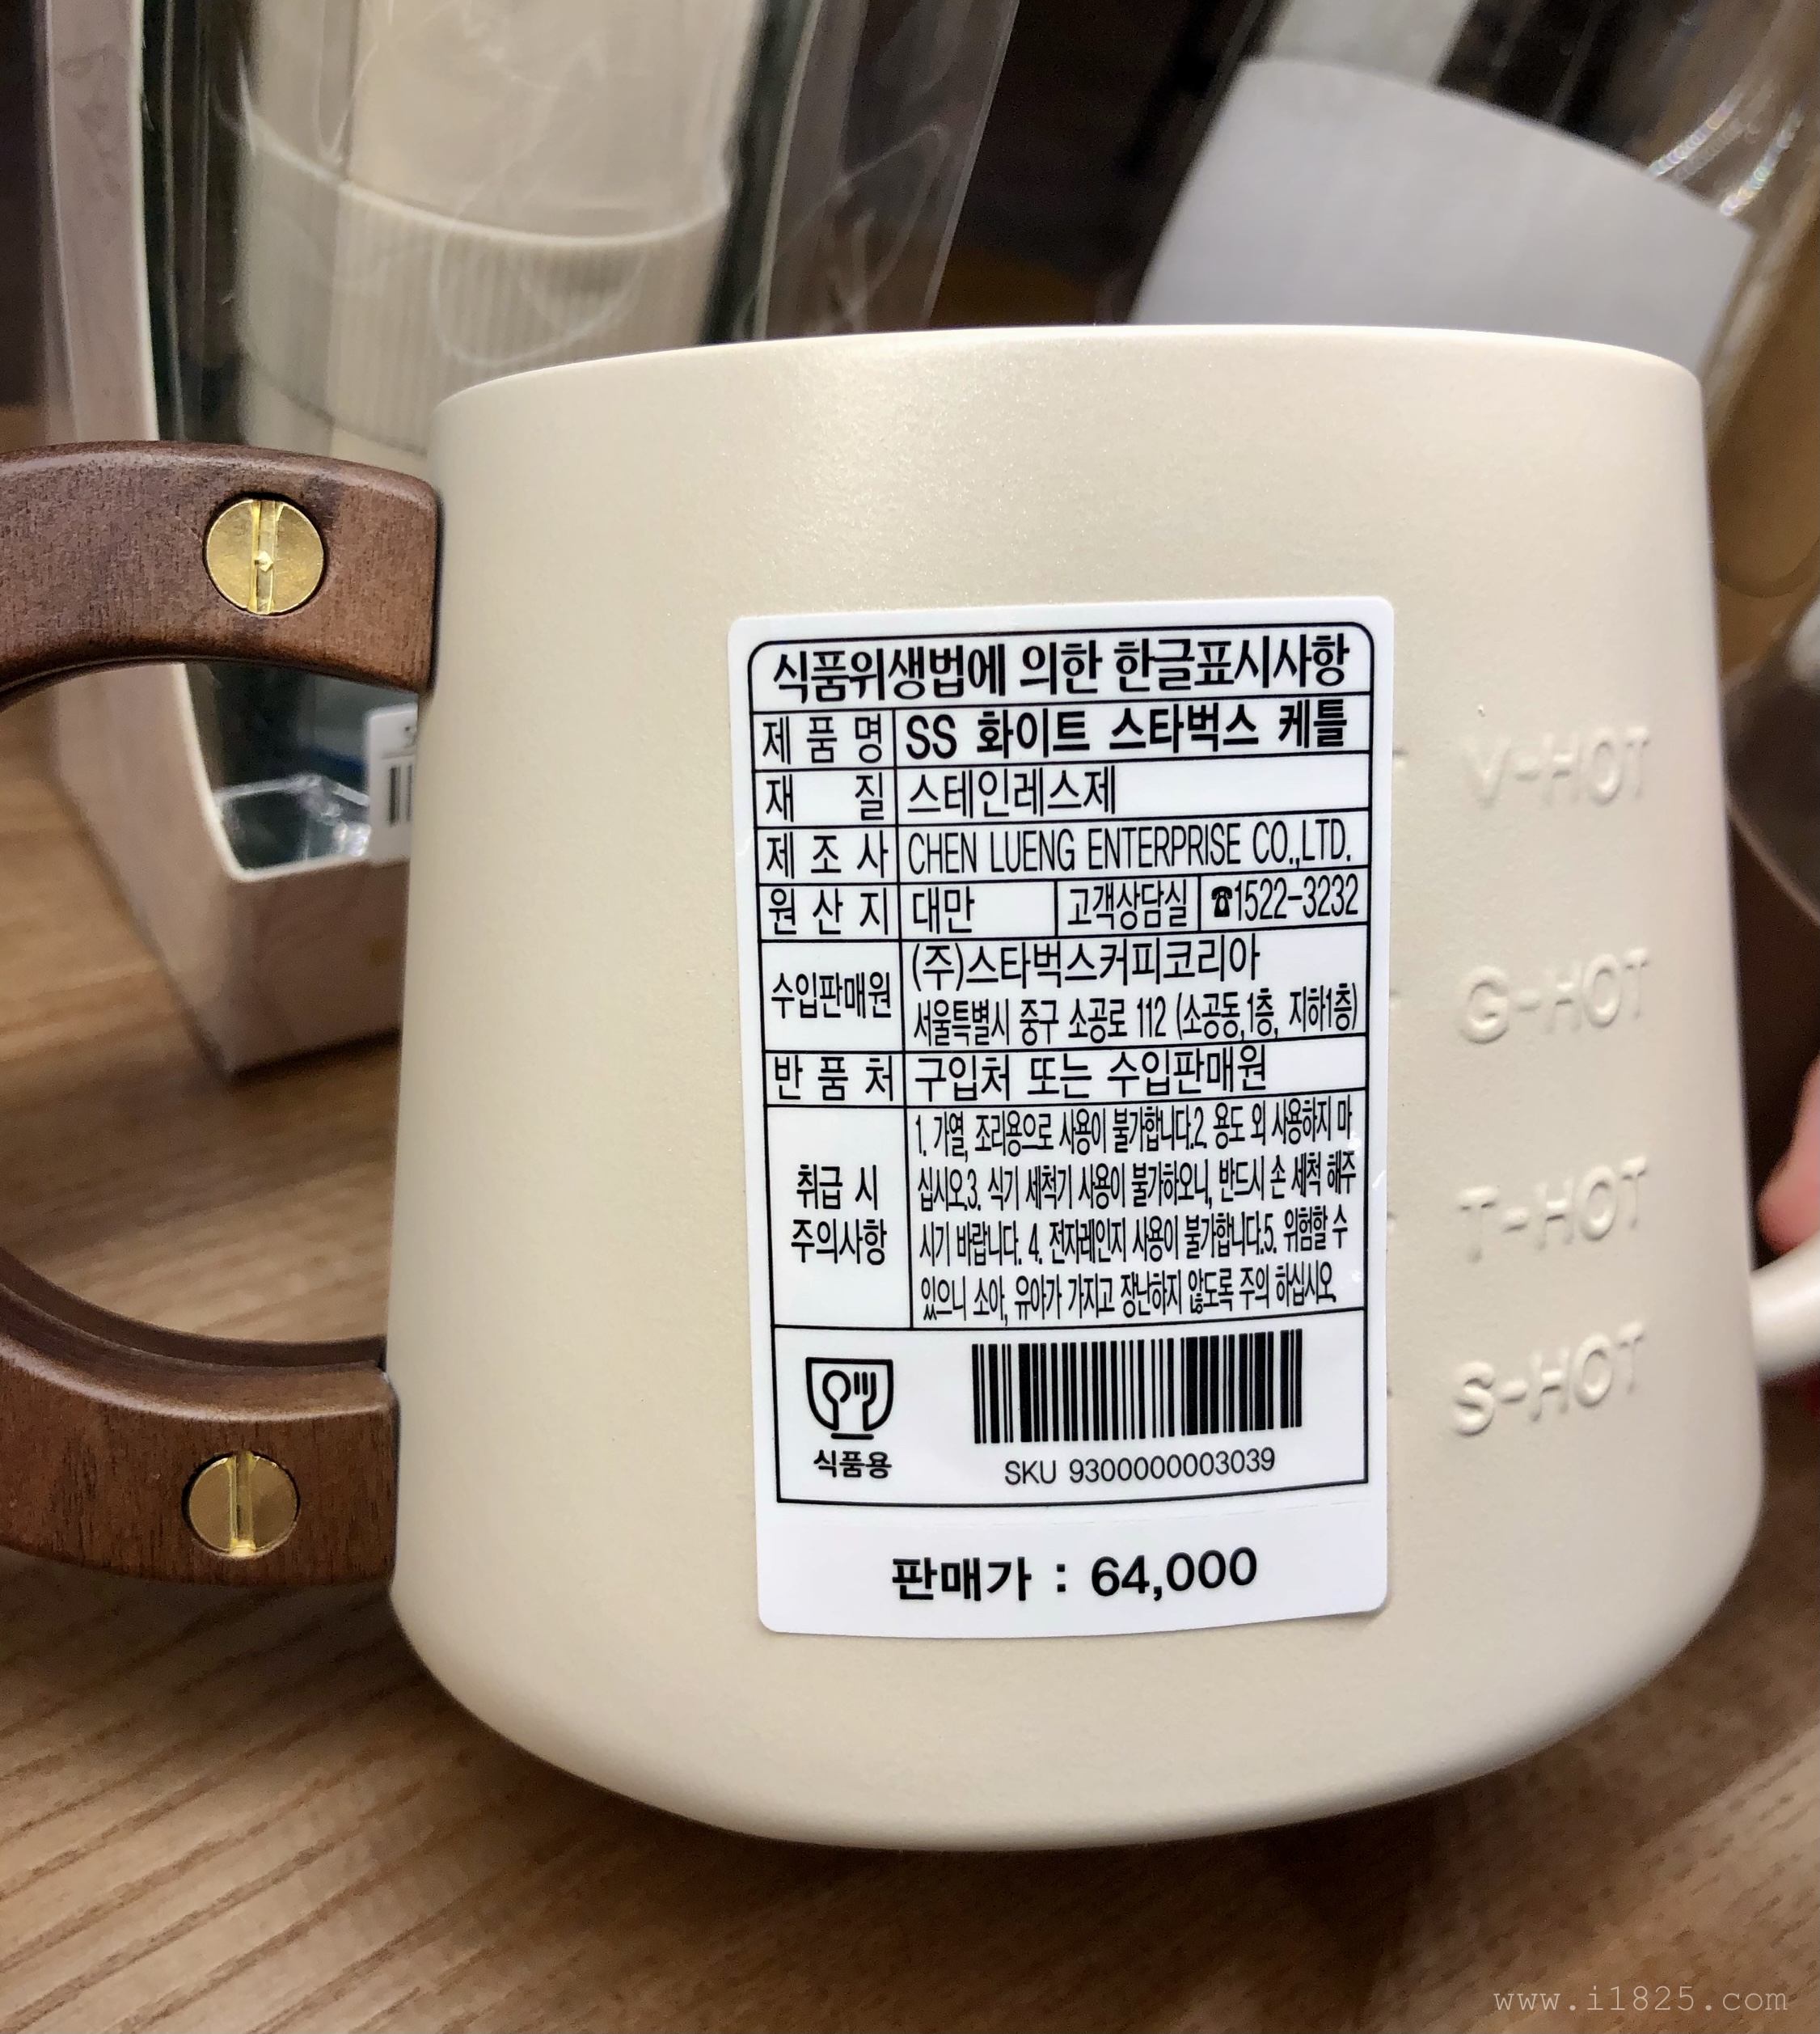 식품위생법에 의한 한글표시사항
제 품 명 SS 화이트 스타벅스 케틀
재 질 스테인레스제
제 조 사 CHEN LUENG ENTERPRISE CO.,LTD.
원 산 지 대만 고객상담실 ☎1522-3232
수입판매원 (주)스타벅스커피코리아
서울특별시 중구 소공로 112 (소공동,1층, 지하1층)
반 품 처 구입처 또는 수입판매원
취급 시
주의사항
1. 가열, 조리용으로 사용이 불가합니다.2. 용도 외 사용하지 마
십시오.3. 식기 세척기 사용이 불가하오니, 반드시 손 세척 해주
시기 바랍니다. 4. 전자레인지 사용이 불가합니다.5. 위험할 수
있으니 소아, 유아가 가지고 장난하지 않도록 주의 하십시오.
식품용
SKU 9300000003039
판매가 : 64,000
V-HOT
G-HOT
T-HOT
S-HOT
www.i1825.com